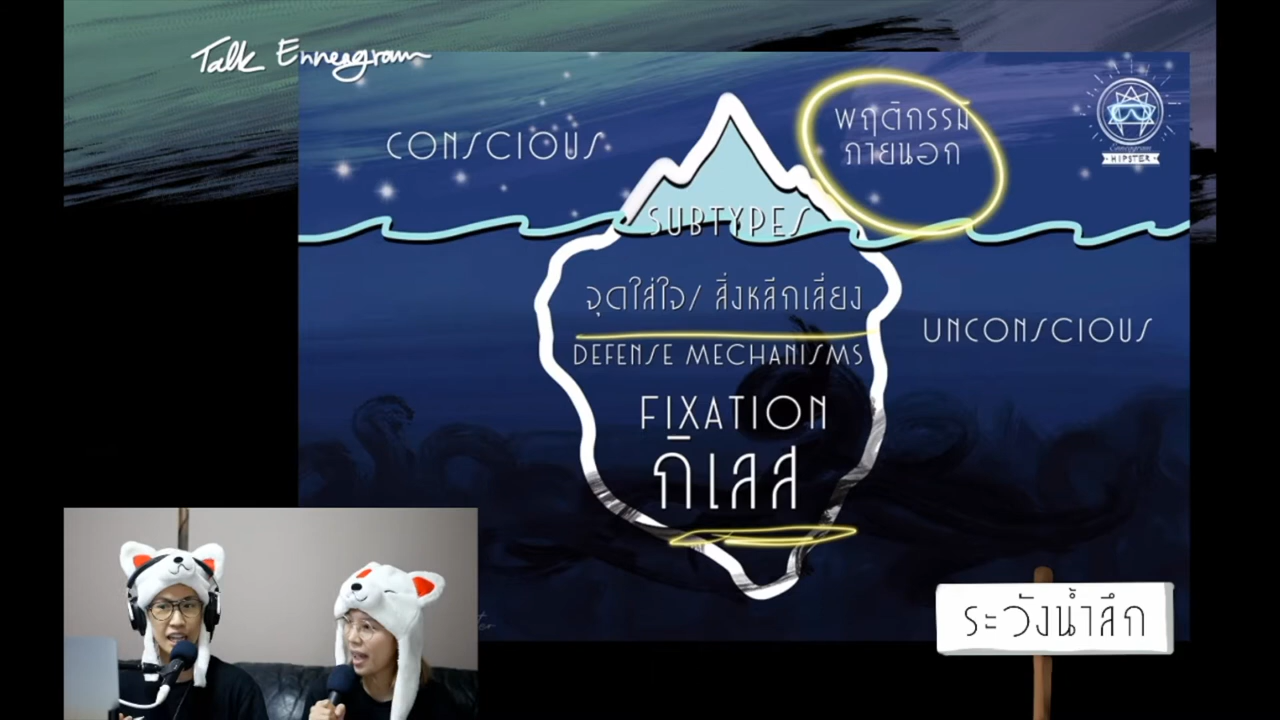 Talk Enneagram
CONSCIOUS
พฤติกรรม
ภายนอก
Enneagram
HIPSTER
SUBTYPES
จุดใส่ใจ/ สิ่งหลีกเลี่ยง
UNCONSCIOUS
DEFENSE MECHANISMS
FIXATION
กิเลส
ระวังน้ำลึก